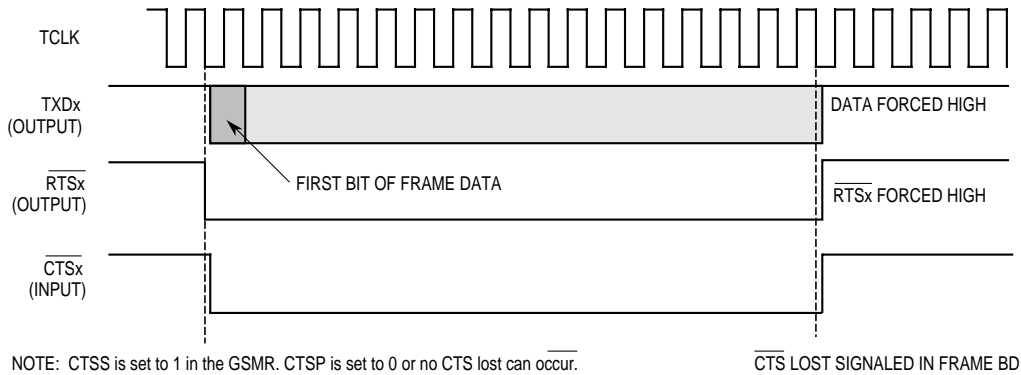 TCLK
TXDx
(OUTPUT)
DATA FORCED HIGH
FIRST BIT OF FRAME DATA
RTSx
(OUTPUT)
RTSx FORCED HIGH
CTSx
(INPUT)
NOTE: CTSS is set to 1 in the GSMR. CTSP is set to 0 or no CTS lost can occur.
CTS LOST SIGNALED IN FRAME BD